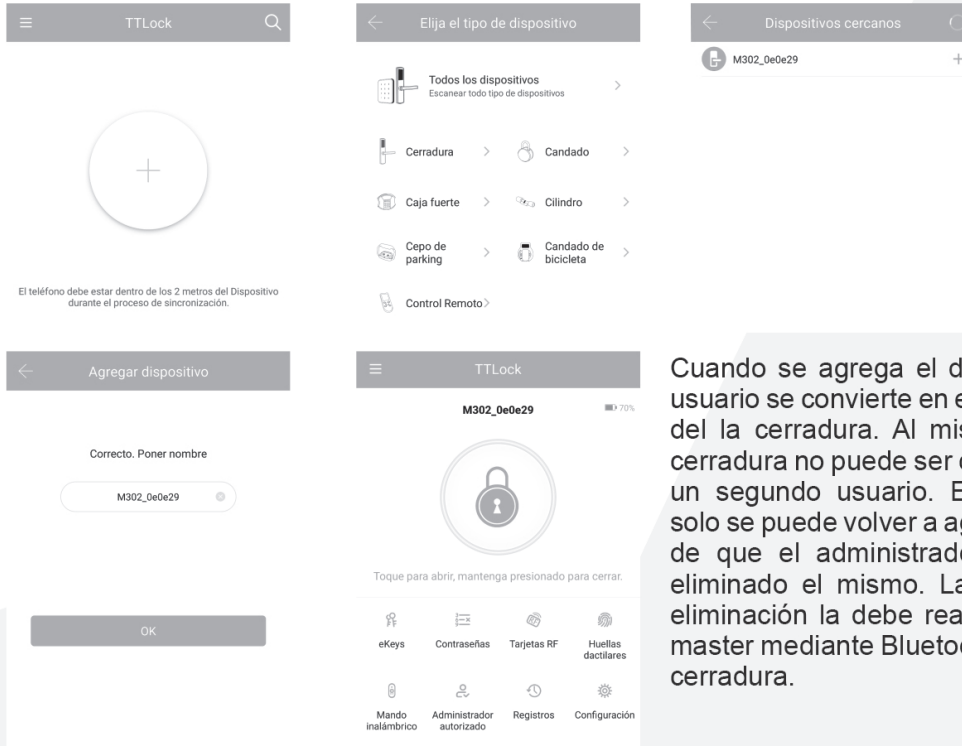 TTLock
El teléfono debe estar dentro de los 2 metros del Dispositivo
durante el proceso de sincronización.
Elija el tipo de dispositivo
Todos los dispositivos
Escanear todo tipo de dispositivos
Cerradura
Candado
Caja fuerte
Cilindro
Cepo de
parking
Candado de
bicicleta
Control Remoto
Dispositivos cercanos
M302_0e0e29
Agregar dispositivo
Correcto. Poner nombre
M302_0e0e29
OK
TTLock
M302_0e0e29
70%
Toque para abrir, mantenga presionado para cerrar.
eKeys
Contraseñas
Tarjetas RF
Huellas
dactilares
Mando
inalámbrico
Administrador
autorizado
Registros
Configuración
Cuando se agrega el
usuario se convierte en
del la cerradura. Al
cerradura no puede ser
un segundo usuario.
solo se puede volver a
de que el
eliminado el mismo.
eliminación la debe
master mediante
cerradura.